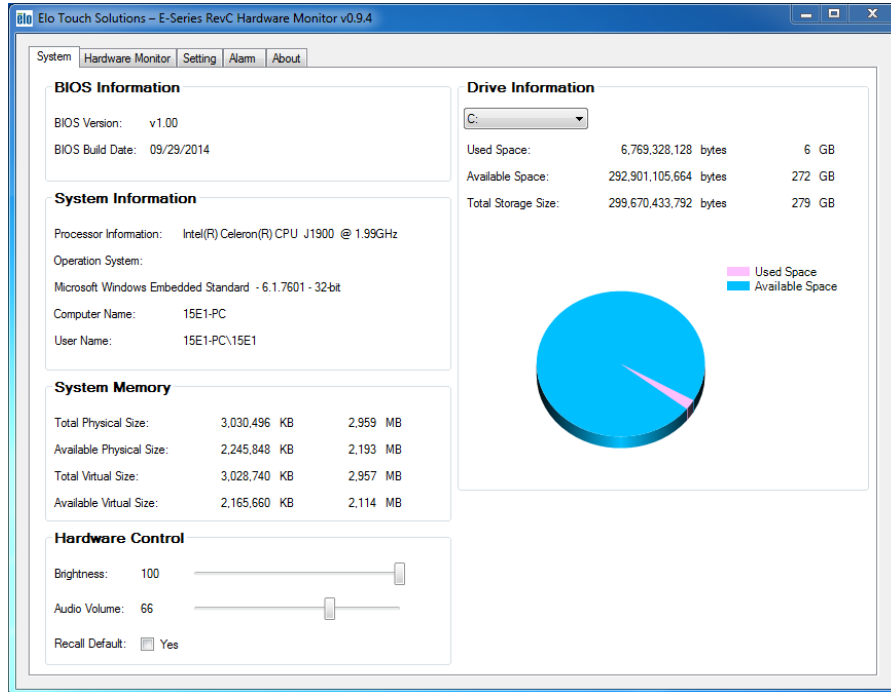 elo Elo Touch Solutions – E-Series RevC Hardware Monitor v0.9.4
System Hardware Monitor Setting Alarm About
BIOS Information
BIOS Version: v1.00
BIOS Build Date: 09/29/2014
System Information
Processor Information: Intel(R) Celeron(R) CPU J1900 @ 1.99GHz
Operation System:
Microsoft Windows Embedded Standard - 6.1.7601 - 32-bit
Computer Name: 15E1-PC
User Name: 15E1-PC\15E1
System Memory
Total Physical Size: 3,030,496 KB 2,959 MB
Available Physical Size: 2,245,848 KB 2,193 MB
Total Virtual Size: 3,028,740 KB 2,957 MB
Available Virtual Size: 2,165,660 KB 2,114 MB
Hardware Control
Brightness: 100
Audio Volume: 66
Recall Default: Yes
Drive Information
C:
Used Space: 6,769,328,128 bytes 6 GB
Available Space: 292,901,105,664 bytes 272 GB
Total Storage Size: 299,670,433,792 bytes 279 GB
Used Space
Available Space